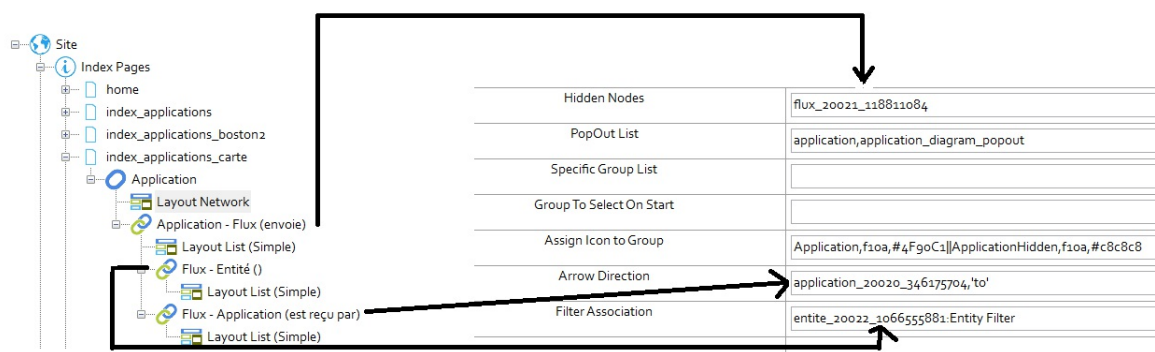 Site
Index Pages
home
index_applications
index_applications_boston2
index_applications_carte
Application
Layout Network
Application - Flux (envoie)
Layout List (Simple)
Flux - Entité ()
Layout List (Simple)
Flux - Application (est reçu par)
Layout List (Simple)
Hidden Nodes
flux_20021_118811084
PopOut List
application,application_diagram_popout
Specific Group List
Group To Select On Start
Assign Icon to Group
Application,f10a,#4F90C1||ApplicationHidden,f10a,#c8c8c8
Arrow Direction
application_20020_346175704,'to'
Filter Association
entite_20022_1066555881:Entity Filter